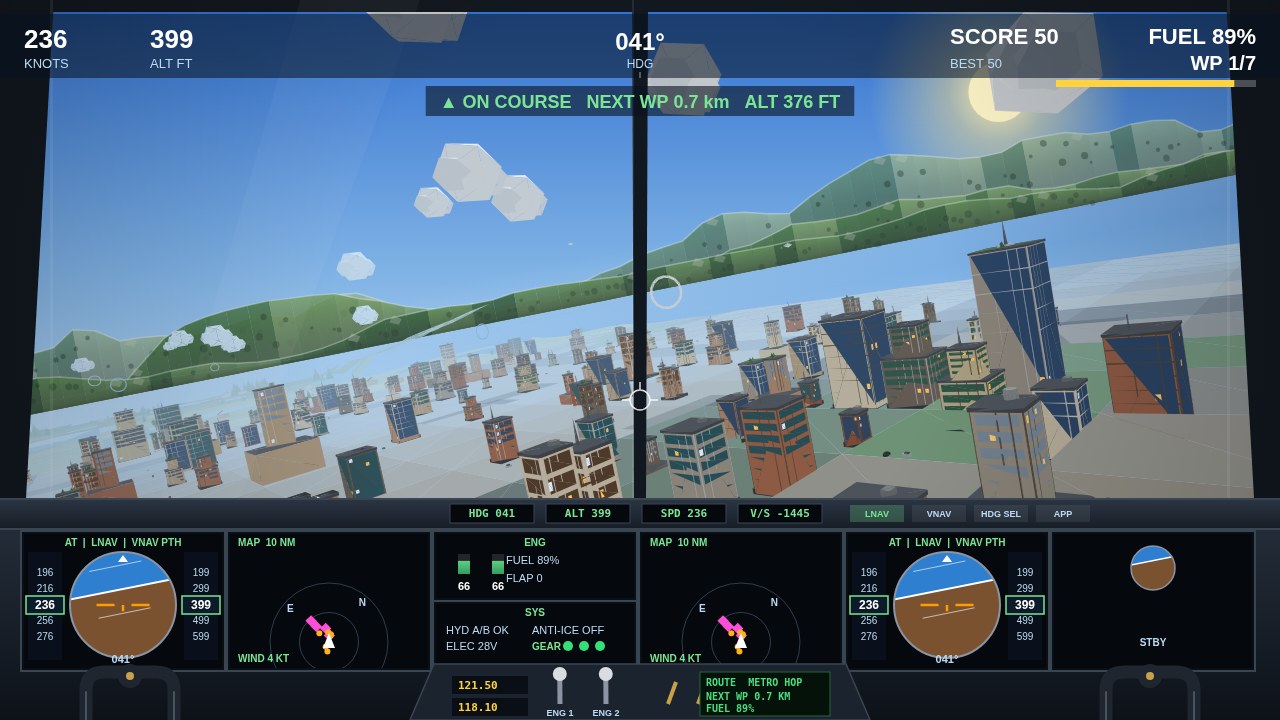 236
KNOTS
399
ALT FT
041°
HDG
SCORE 50
BEST 50
FUEL 89%
WP 1/7
▲ ON COURSE NEXT WP 0.7 km ALT 376 FT
HDG 041
ALT 399
SPD 236
V/S -1445
LNAV
VNAV
HDG SEL
APP
AT | LNAV | VNAV PTH
196
216
236
256
276
199
299
399
499
599
041°
MAP 10 NM
E
N
WIND 4 KT
ENG
FUEL 89%
FLAP 0
66
66
SYS
HYD A/B OK
ANTI-ICE OFF
ELEC 28V
GEAR
MAP 10 NM
E
N
WIND 4 KT
AT | LNAV | VNAV PTH
196
216
236
256
276
199
299
399
499
599
041°
STBY
121.50
118.10
ENG 1
ENG 2
ROUTE METRO HOP
NEXT WP 0.7 KM
FUEL 89%